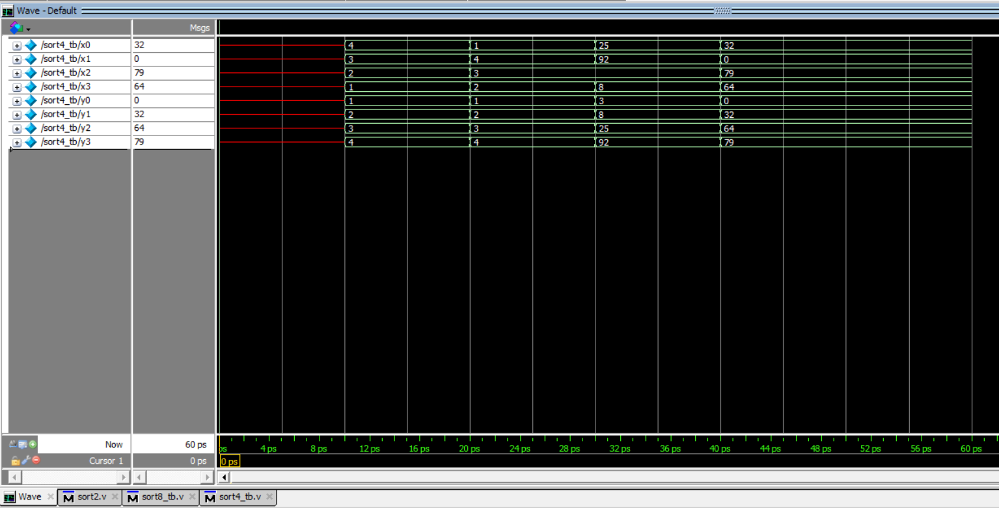 Wave - Default
Msgs
/sort4_tb/x0 32 4 1 25 32
/sort4_tb/x1 0 3 4 92 0
/sort4_tb/x2 79 2 3 79
/sort4_tb/x3 64 1 2 8 64
/sort4_tb/y0 0 1 1 3 0
/sort4_tb/y1 32 2 2 8 32
/sort4_tb/y2 64 3 3 25 64
/sort4_tb/y3 79 4 4 92 79
Now 60 ps ps 4 ps 8 ps 12 ps 16 ps 20 ps 24 ps 28 ps 32 ps 36 ps 40 ps 44 ps 48 ps 52 ps 56 ps 60 ps
Cursor 1 0 ps 0 ps
Wave sort2.v sort8_tb.v sort4_tb.v